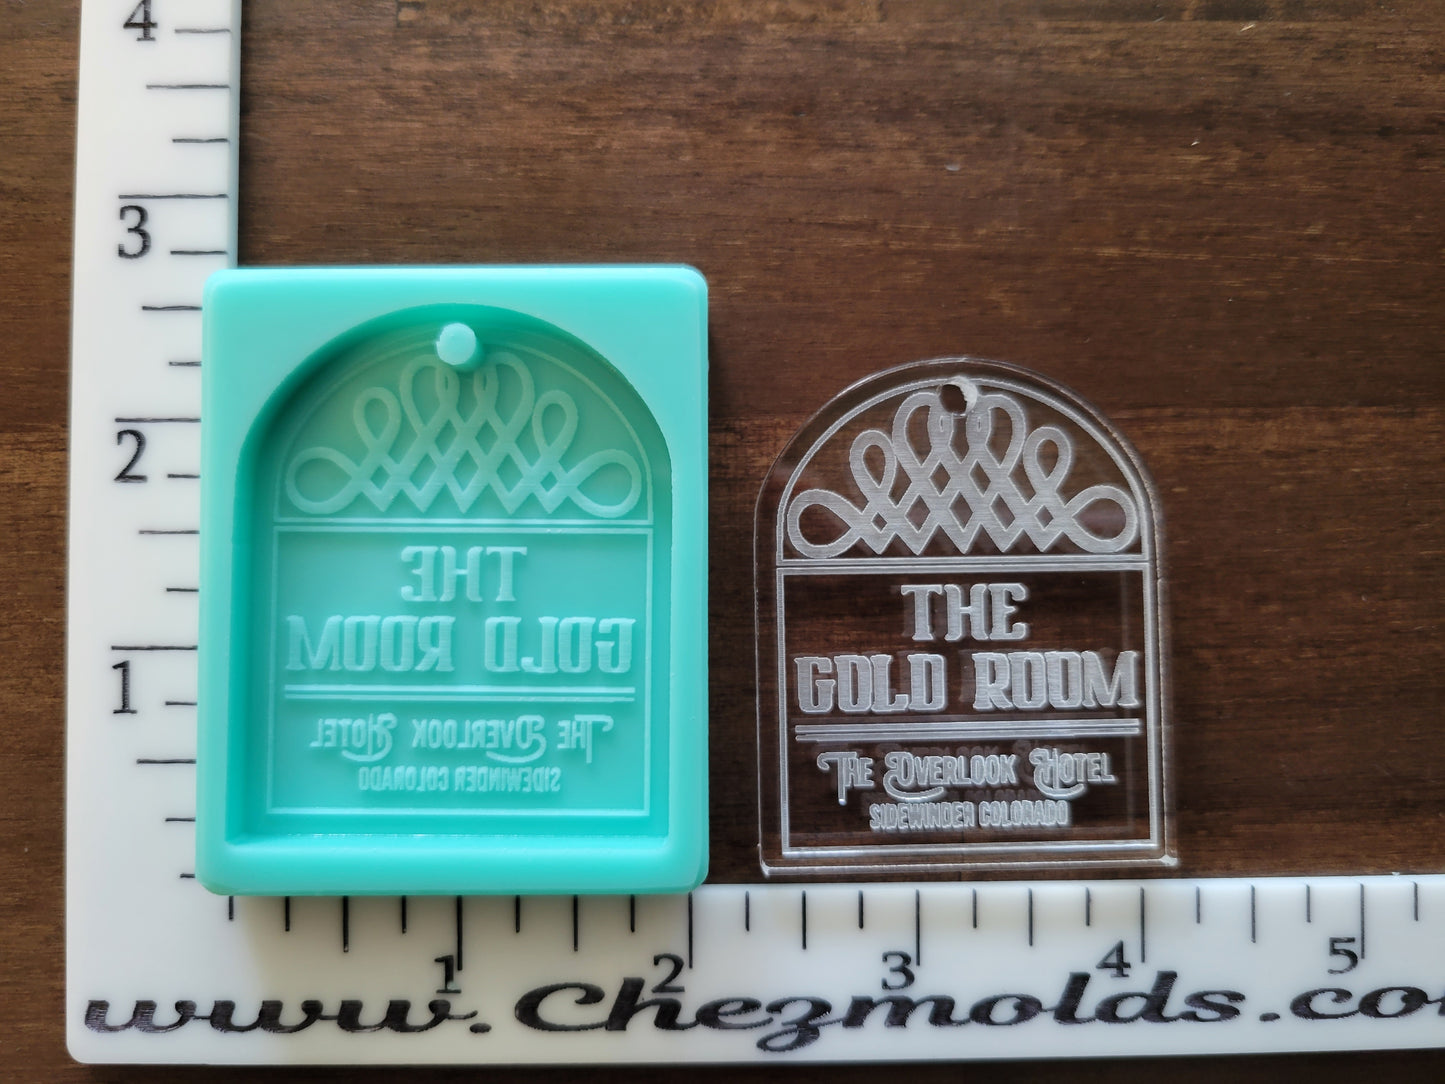 4
3
2
1
THE
GOLD ROOM
The Overlook Hotel
SIDEWINDER COLORADO
THE
GOLD ROOM
The Overlook Hotel
SIDEWINDER COLORADO
1 2 3 4 5
www.Chezmolds.co